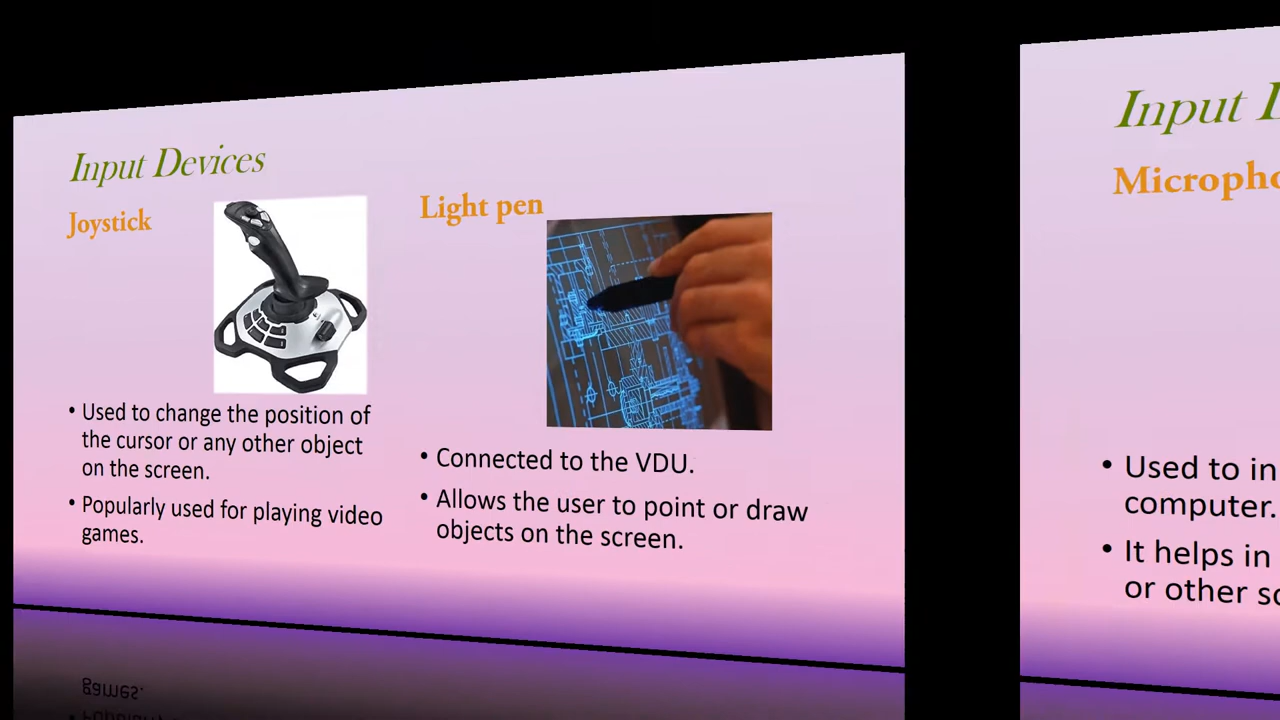 Input Devices
Joystick
Used to change the position of
the cursor or any other object
on the screen.
Popularly used for playing video
games.
Light pen
Connected to the VDU.
Allows the user to point or draw
objects on the screen.
Input
Used to in
computer.
It helps in
or other
games.